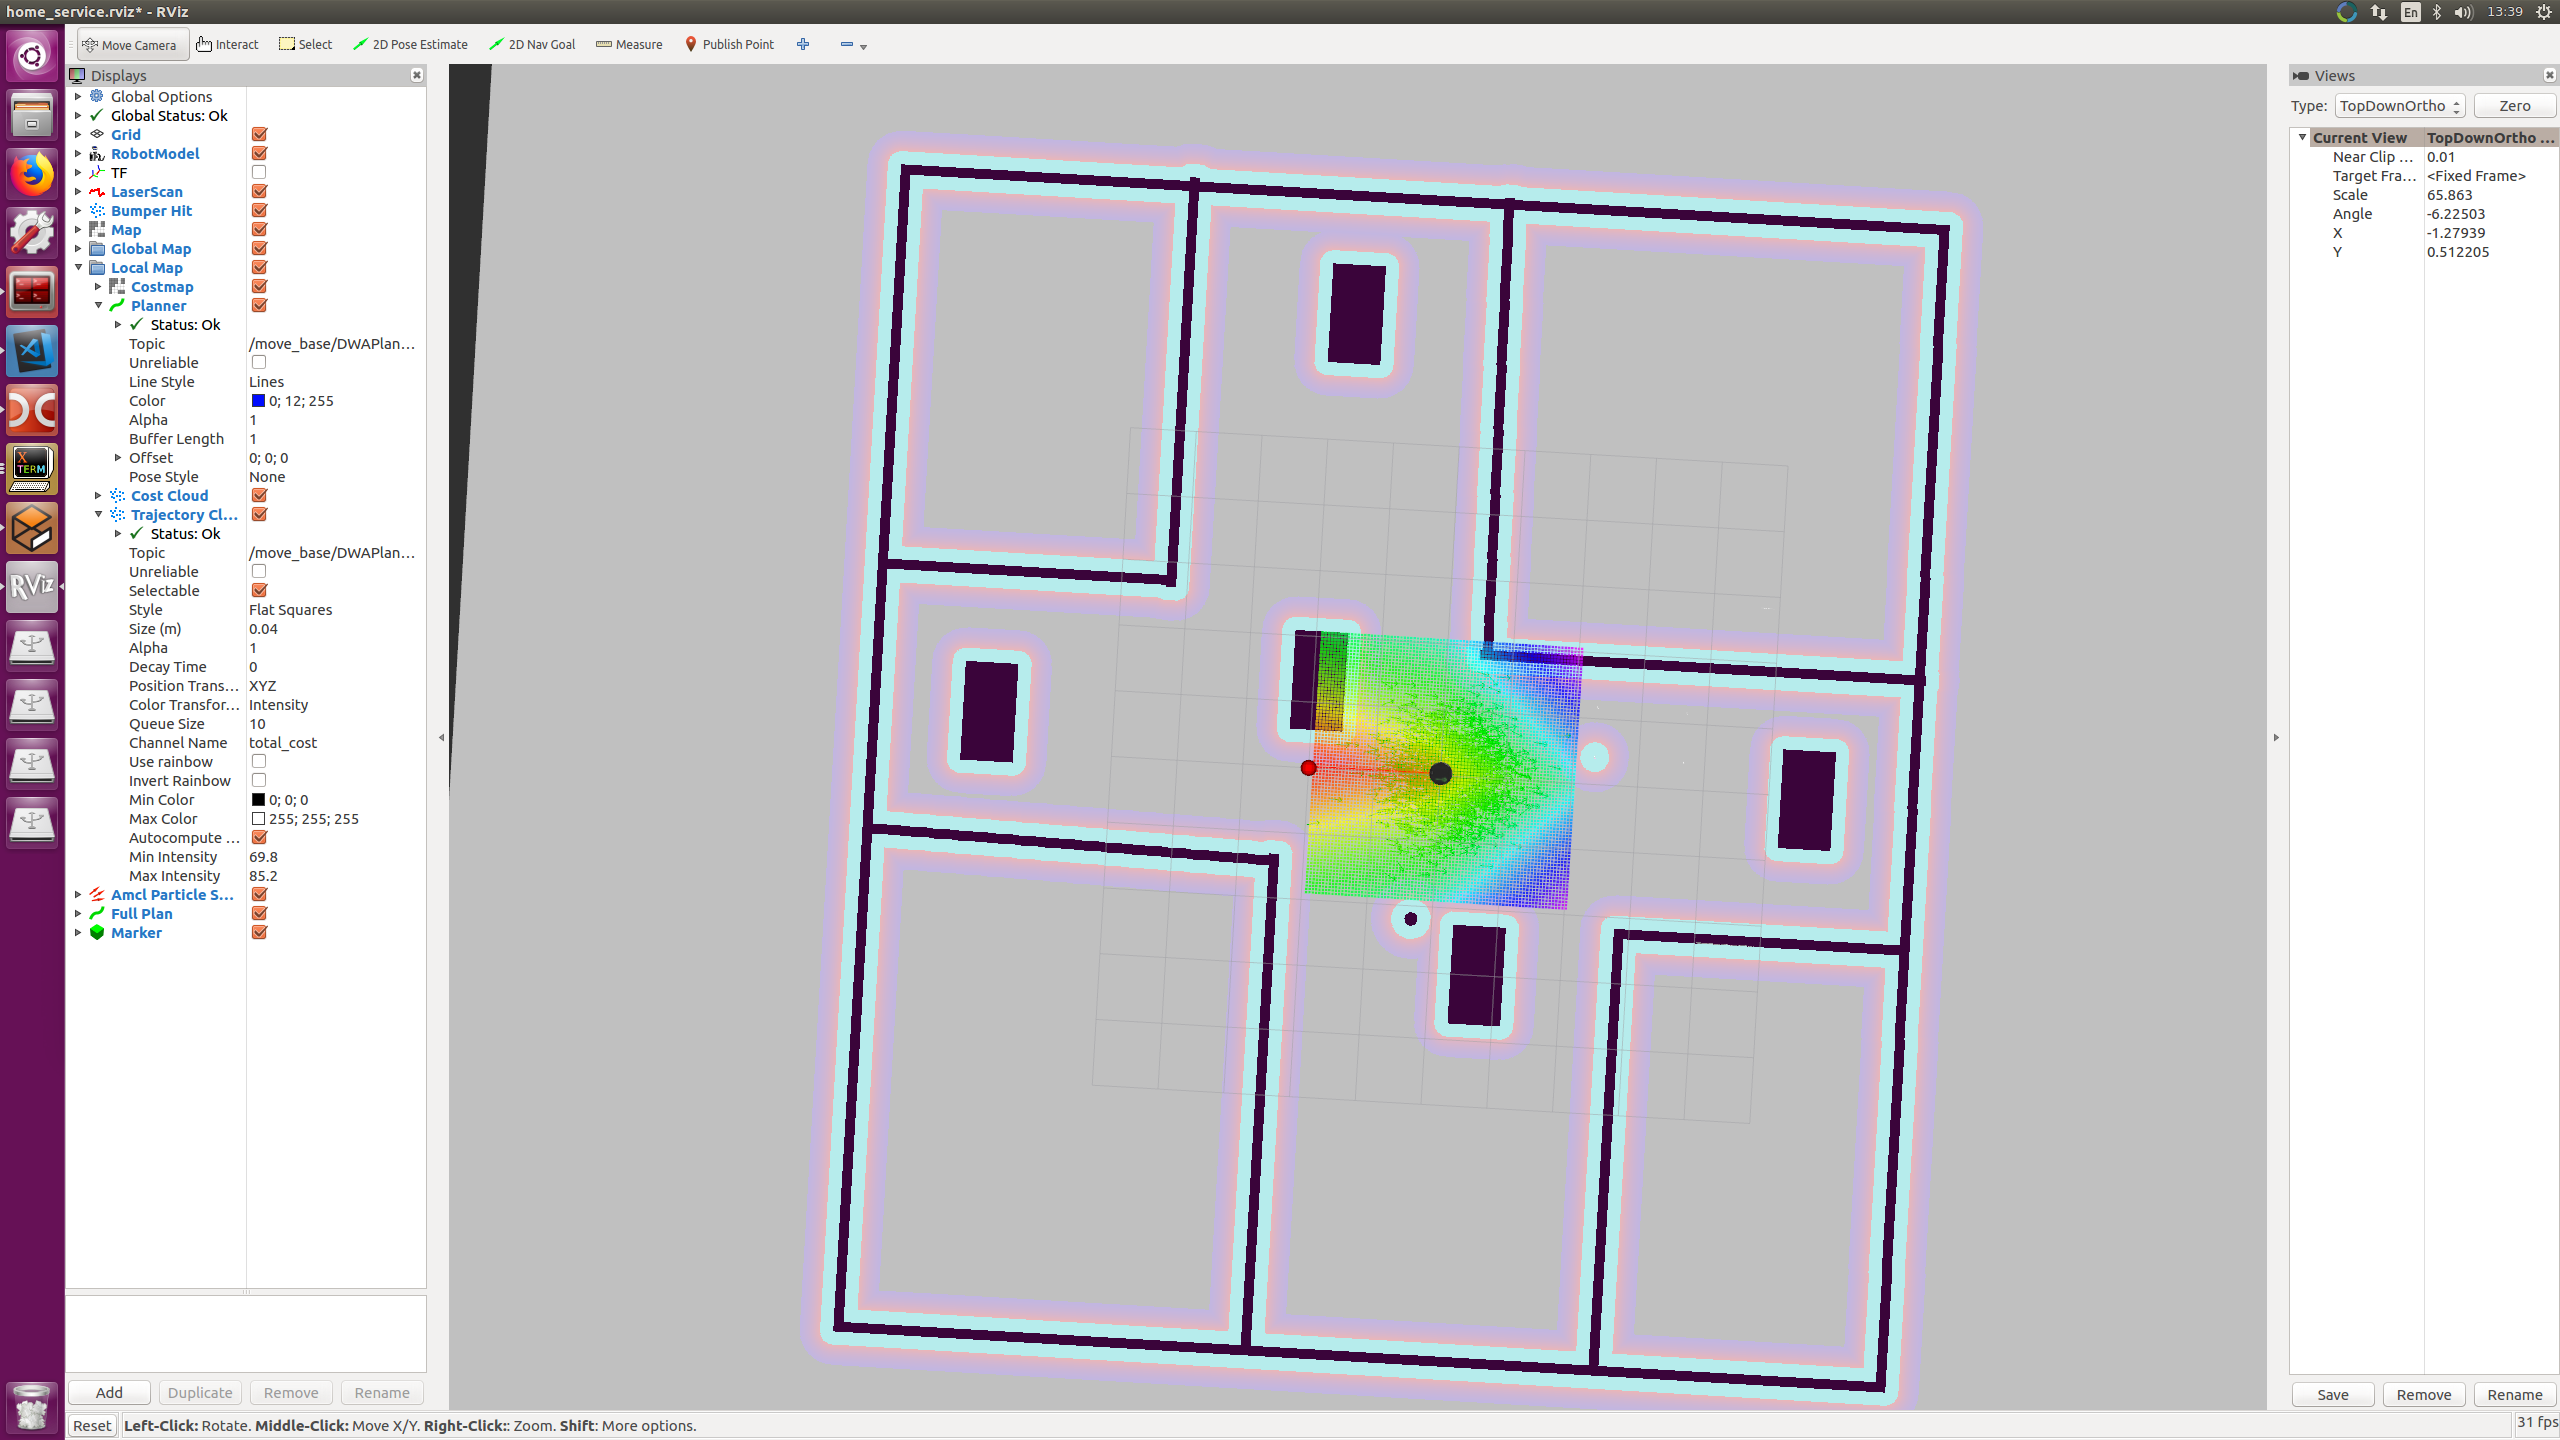 home_service.rviz* - RViz
En
13:39
Move Camera
Interact
Select
2D Pose Estimate
2D Nav Goal
Measure
Publish Point
Displays
Global Options
Global Status: Ok
Grid
RobotModel
TF
LaserScan
Bumper Hit
Map
Global Map
Local Map
Costmap
Planner
Status: Ok
Topic /move_base/DWAPlan...
Unreliable
Line Style Lines
Color 0; 12; 255
Alpha 1
Buffer Length 1
Offset 0; 0; 0
Pose Style None
Cost Cloud
Trajectory Cl...
Status: Ok
Topic /move_base/DWAPlan...
Unreliable
Selectable
Style Flat Squares
Size (m) 0.04
Alpha 1
Decay Time 0
Position Trans... XYZ
Color Transfor... Intensity
Queue Size 10
Channel Name total_cost
Use rainbow
Invert Rainbow
Min Color 0; 0; 0
Max Color 255; 255; 255
Autocompute ...
Min Intensity 69.8
Max Intensity 85.2
Amcl Particle S...
Full Plan
Marker
Add
Duplicate
Remove
Rename
Reset
Left-Click: Rotate. Middle-Click: Move X/Y. Right-Click:: Zoom. Shift: More options.
X
TERM
RViz
Views
Type: TopDownOrtho
Zero
Current View TopDownOrtho ...
Near Clip ... 0.01
Target Fra... <Fixed Frame>
Scale 65.863
Angle -6.22503
X -1.27939
Y 0.512205
Save
Remove
Rename
31 fps